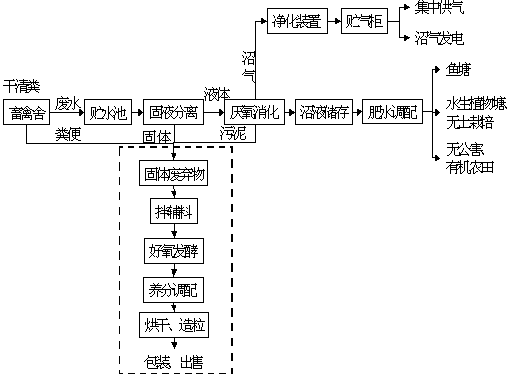 集中供气
净化装置
贮气柜
沼气发电
沼气
干清粪
畜禽舍
废水
贮水池
固液分离
液体
厌氧消化
沼液储存
肥水调配
鱼塘
水生植物塘、
无土栽培
无公害、
有机农田
粪便
固体
污泥
固体废弃物
拌辅料
好氧发酵
养分调配
烘干、造粒
包装、出售